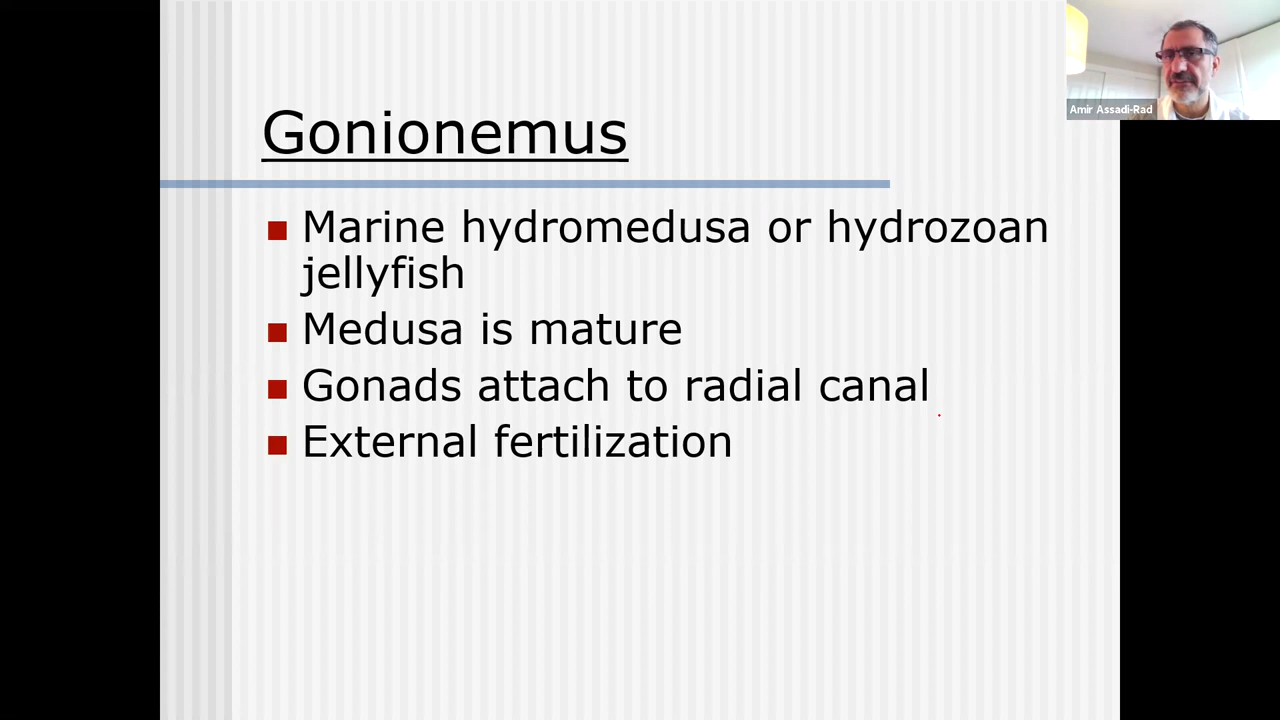 Amir Assadi-Rad
Gonionemus
Marine hydromedusa or hydrozoan
jellyfish
Medusa is mature
Gonads attach to radial canal
External fertilization